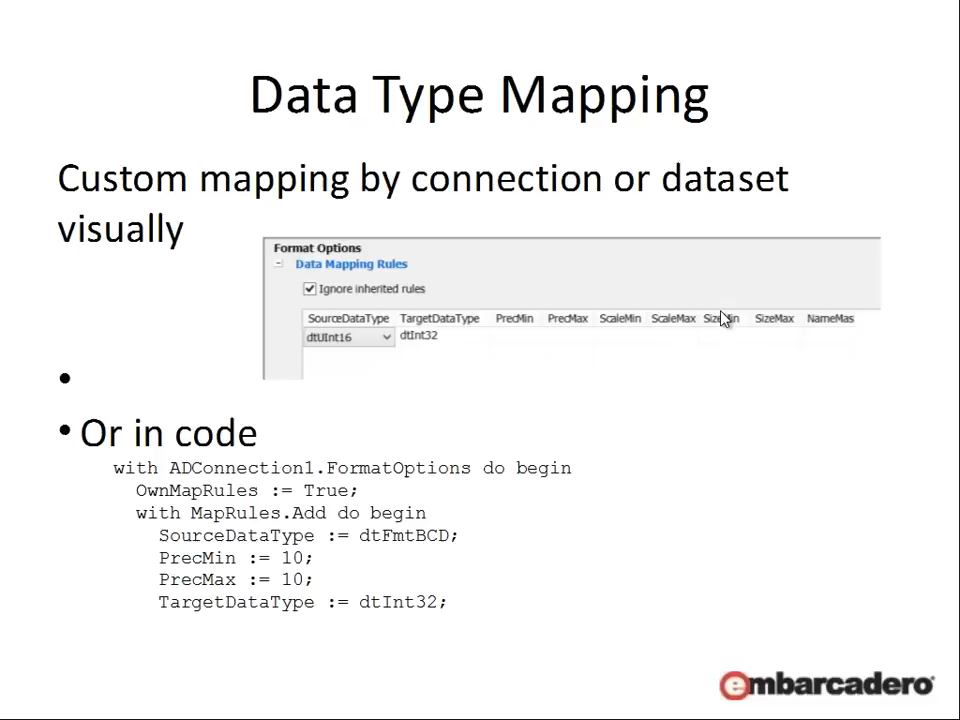 Data Type Mapping
Custom mapping by connection or dataset
visually
Format Options
Data Mapping Rules
Ignore inherited rules
SourceDataType TargetDataType PrecMin PrecMax ScaleMin ScaleMax SizeMin SizeMax NameMas
dtUInt16 dtInt32
•
• Or in code
with ADConnection1.FormatOptions do begin
OwnMapRules := True;
with MapRules.Add do begin
SourceDataType := dtFmtBCD;
PrecMin := 10;
PrecMax := 10;
TargetDataType := dtInt32;
embarcadero